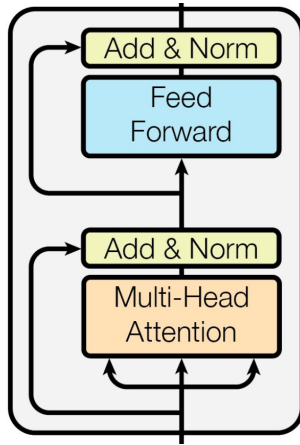 Add & Norm
Feed
Forward
Add & Norm
Multi-Head
Attention